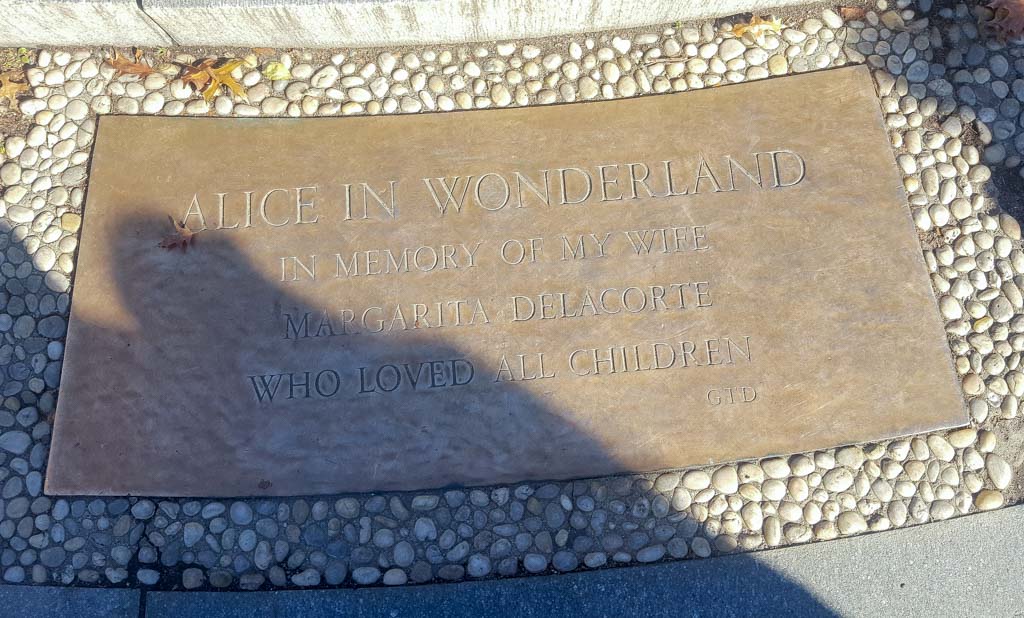 ALICE IN WONDERLAND
IN MEMORY OF MY WIFE
MARGARITA DELACORTE
WHO LOVED ALL CHILDREN
GTD